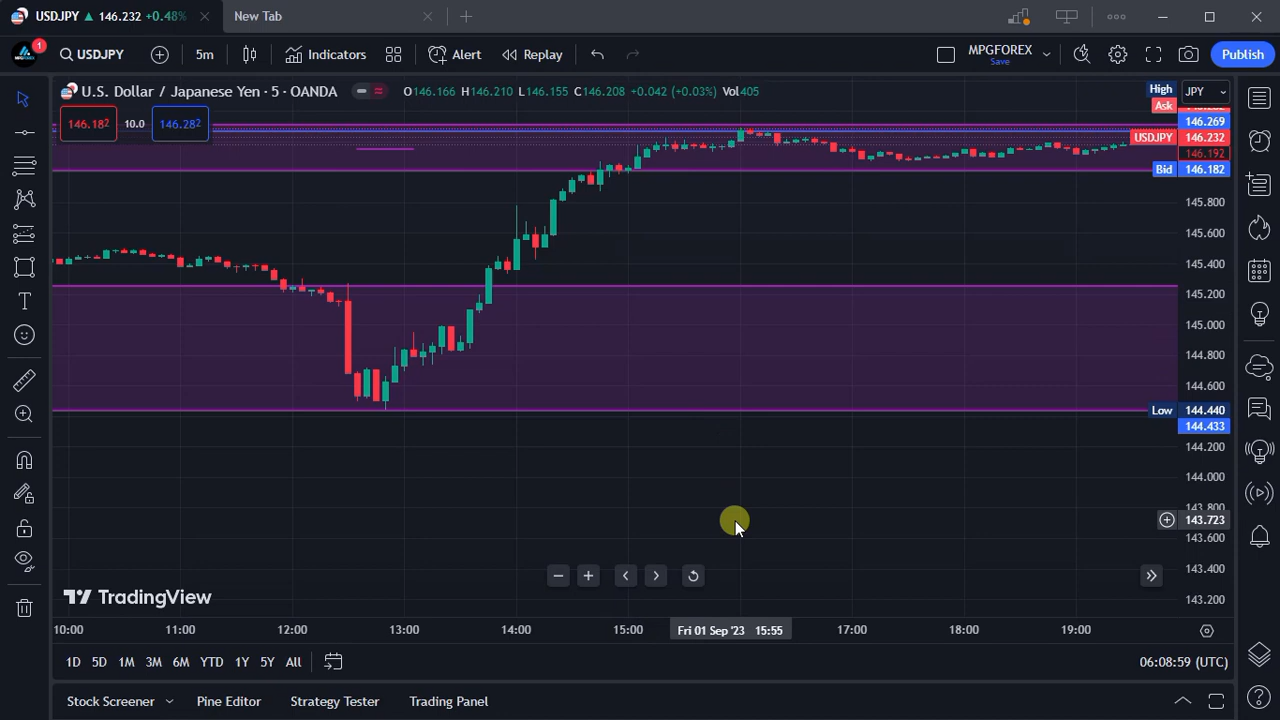 USDJPY ▲ 146.232 +0.48%
New Tab
1
MPGFOREX
USDJPY
5m
Indicators
Alert
Replay
MPGFOREX
Save
Publish
U.S. Dollar / Japanese Yen · 5 · OANDA
O146.166 H146.210 L146.155 C146.208 +0.042 (+0.03%) Vol405
High
JPY
Ask
146.182
10.0
146.282
146.269
USDJPY 146.232
146.192
Bid 146.182
145.800
145.600
145.400
145.200
145.000
144.800
144.600
Low 144.440
144.433
144.200
144.000
143.800
143.723
143.600
143.400
143.200
TradingView
10:00
11:00
12:00
13:00
14:00
15:00
Fri 01 Sep '23 15:55
17:00
18:00
19:00
1D 5D 1M 3M 6M YTD 1Y 5Y All
06:08:59 (UTC)
Stock Screener
Pine Editor
Strategy Tester
Trading Panel